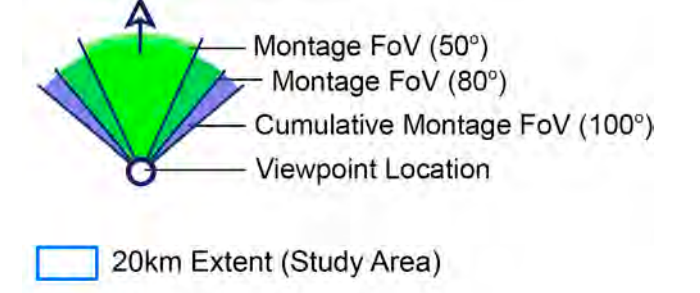 Montage FoV (50°)
Montage FoV (80°)
Cumulative Montage FoV (100°)
Viewpoint Location
20km Extent (Study Area)